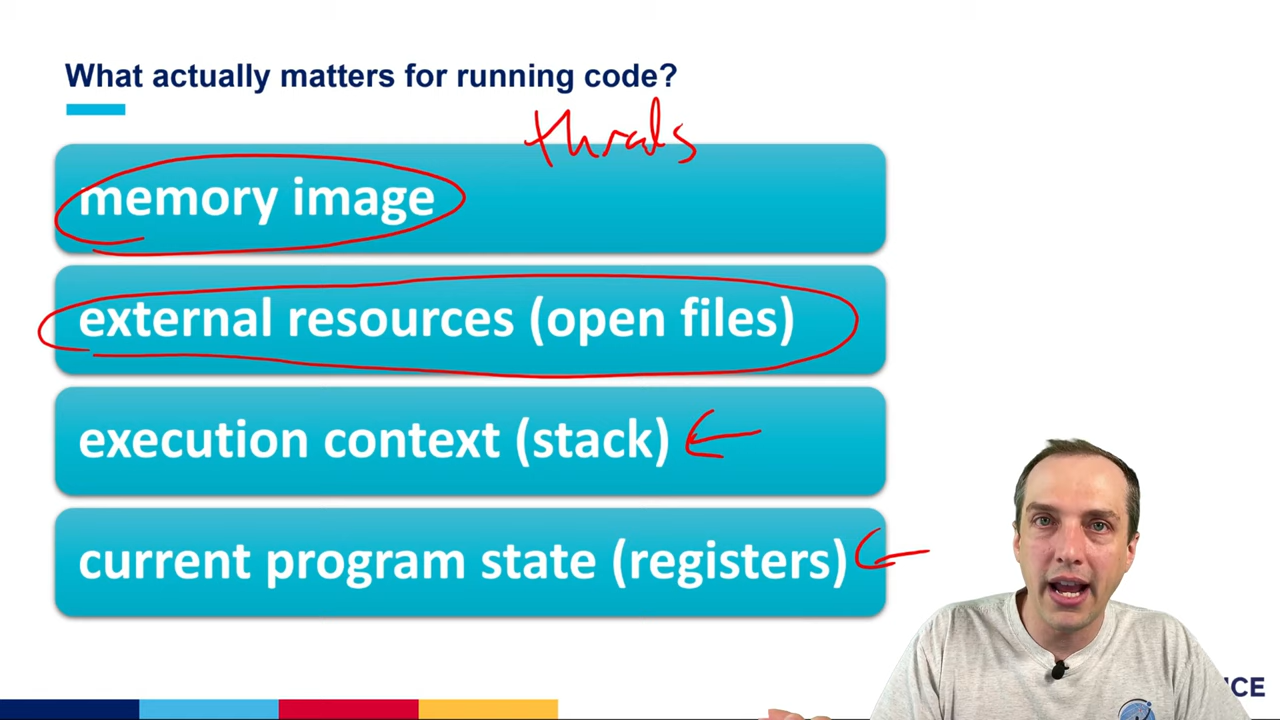 What actually matters for running code?
thrads
memory image
external resources (open files)
execution context (stack)
current program state (registers)